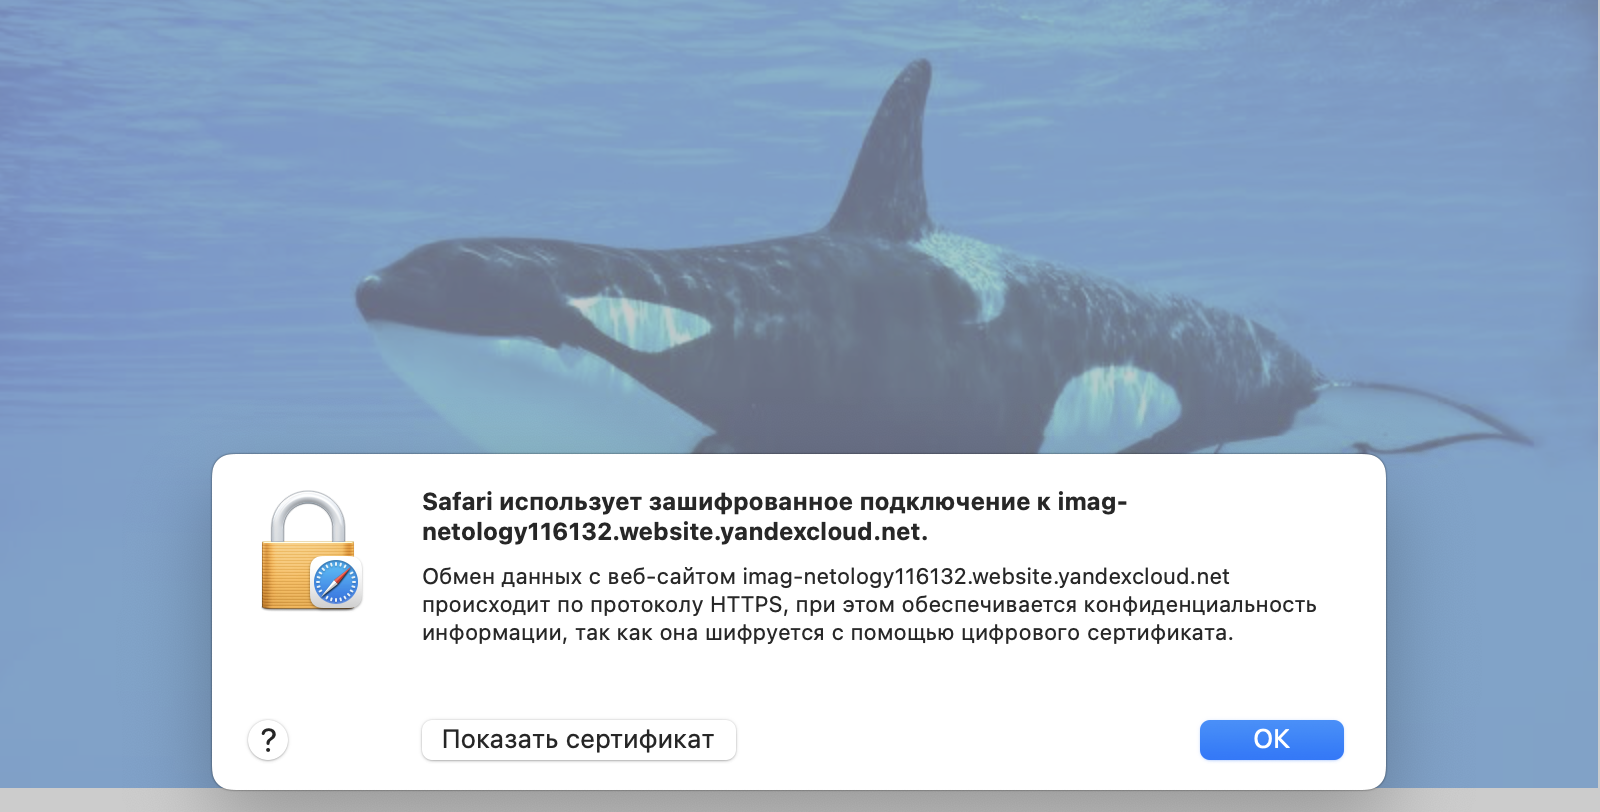 Safari использует зашифрованное подключение к imag-
netology116132.website.yandexcloud.net.
Обмен данных с веб-сайтом imag-netology116132.website.yandexcloud.net
происходит по протоколу HTTPS, при этом обеспечивается конфиденциальность
информации, так как она шифруется с помощью цифрового сертификата.
?
Показать сертификат
OK